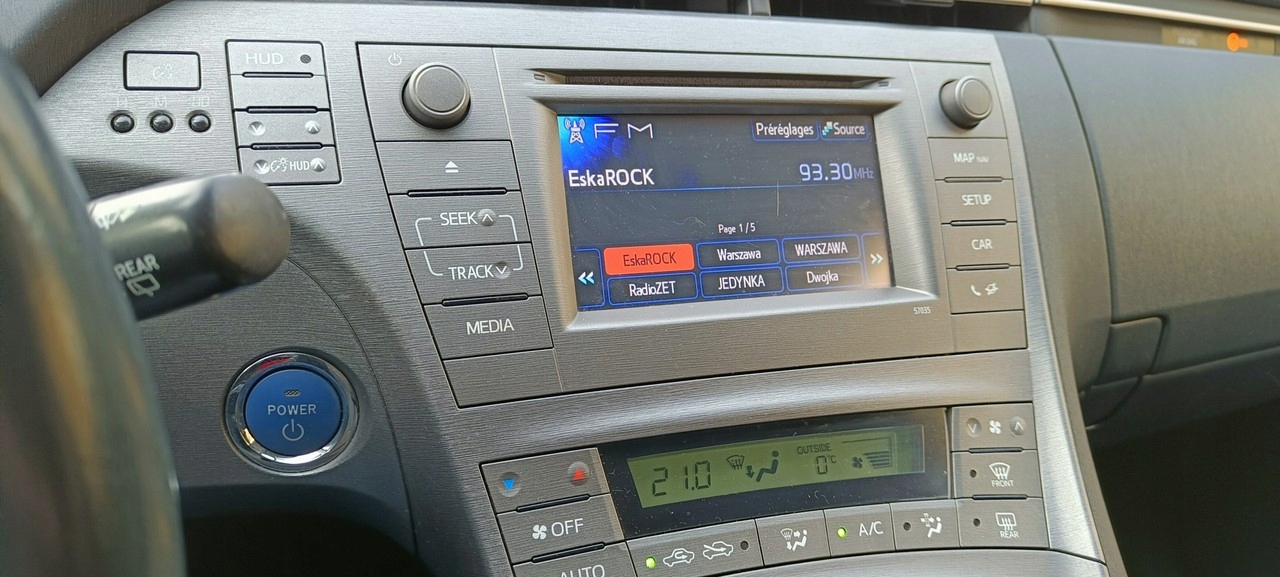 HUD
HUD
SEEK
TRACK
MEDIA
FM
Préréglages
Source
EskaROCK
93.30MHz
Page 1 / 5
EskaROCK
Warszawa
WARSZAWA
RadioZET
JEDYNKA
Dwojka
57035
MAP
SETUP
CAR
REAR
POWER
21.0
OUTSIDE
0°C
OFF
AUTO
A/C
FRONT
REAR